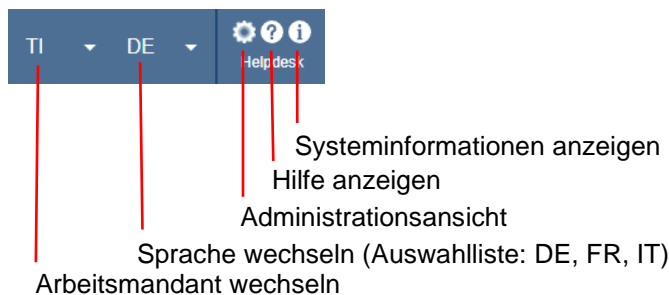 TI DE
Helpdesk
Systeminformationen anzeigen
Hilfe anzeigen
Administrationsansicht
Sprache wechseln (Auswahlliste: DE, FR, IT)
Arbeitsmandant wechseln